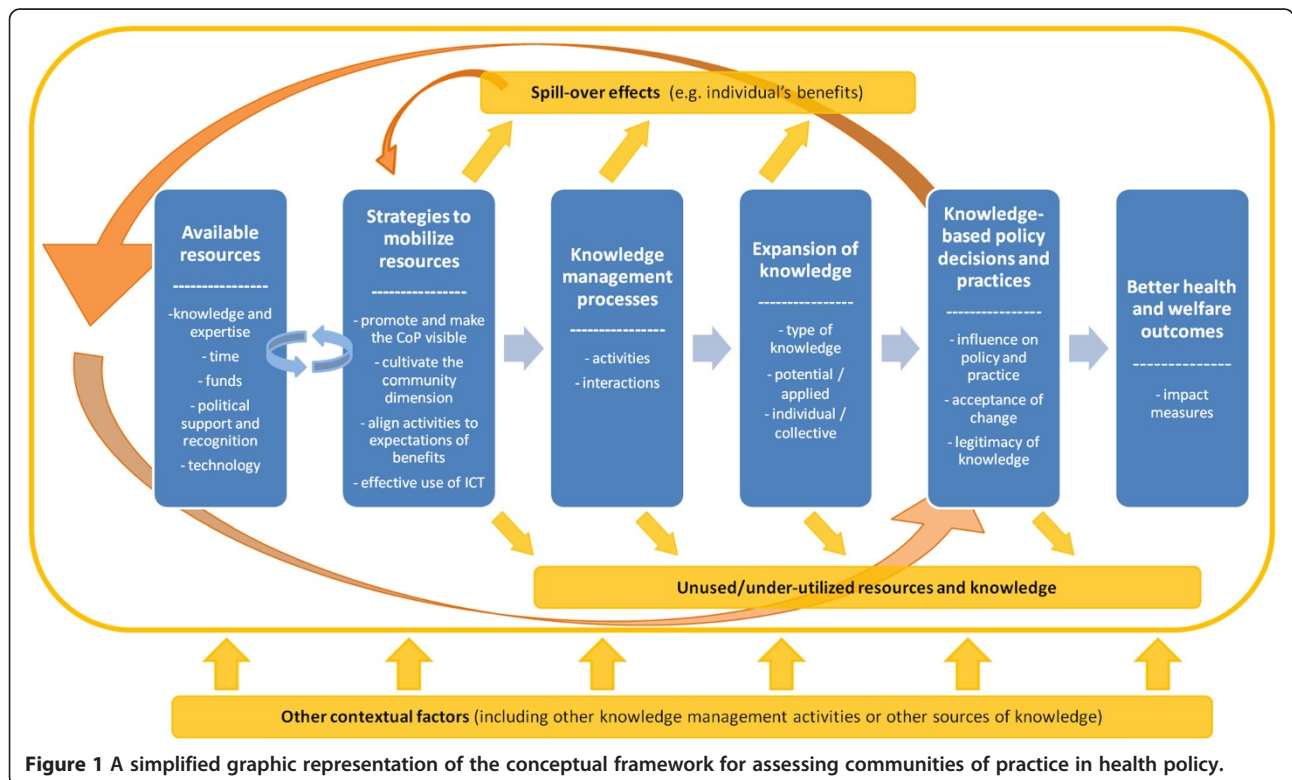 Spill-over effects (e.g. individual's benefits)
Available
resources
----------------
-knowledge and
expertise
- time
- funds
- political
support and
recognition
- technology
Strategies to
mobilize
resources
---------------
- promote and make
the CoP visible
- cultivate the
community
dimension
- align activities to
expectations of
benefits
- effective use of ICT
Knowledge
management
processes
----------------
- activities
- interactions
Expansion of
knowledge
----------------
- type of
knowledge
- potential /
applied
- individual /
collective
Knowledge-
based policy
decisions and
practices
----------------
- influence on
policy and
practice
- acceptance of
change
- legitimacy of
knowledge
Better health
and welfare
outcomes
--------------
- impact
measures
Unused/under-utilized resources and knowledge
Other contextual factors (including other knowledge management activities or other sources of knowledge)
Figure 1 A simplified graphic representation of the conceptual framework for assessing communities of practice in health policy.